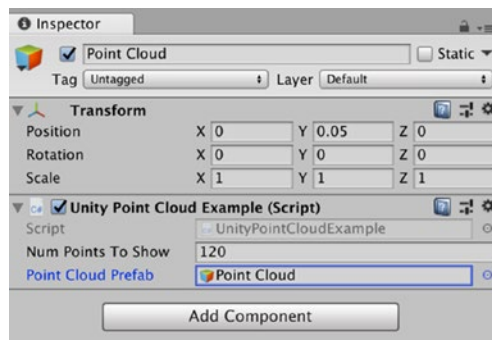 Inspector
Point Cloud Static
Tag Untagged Layer Default
Transform
Position X 0 Y 0.05 Z 0
Rotation X 0 Y 0 Z 0
Scale X 1 Y 1 Z 1
Unity Point Cloud Example (Script)
Script UnityPointCloudExample
Num Points To Show 120
Point Cloud Prefab Point Cloud
Add Component